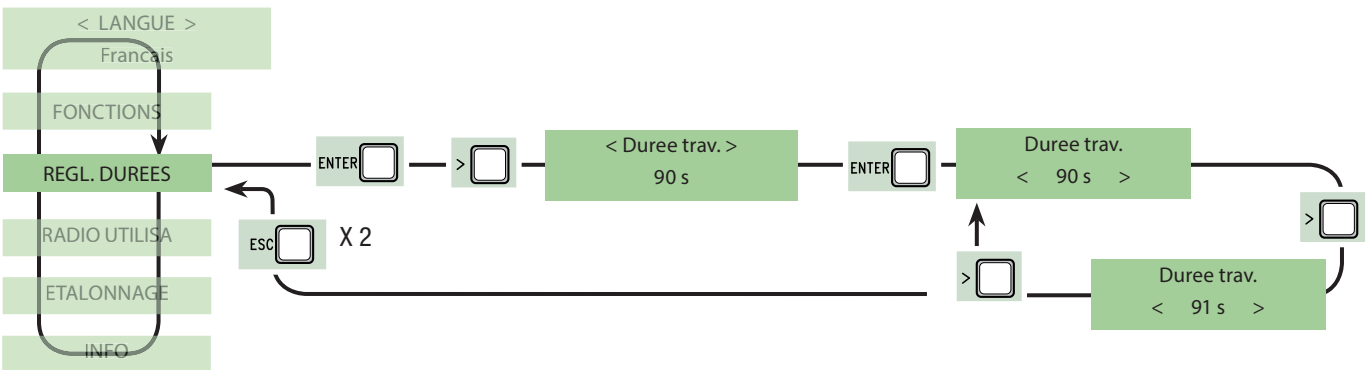 < LANGUE >
Francais
FONCTIONS
REGL. DUREES
RADIO UTILISA
ETALONNAGE
INFO
ENTER
>
< Duree trav. >
90 s
ENTER
Duree trav.
< 90 s >
>
Duree trav.
< 91 s >
>
ESC
X 2